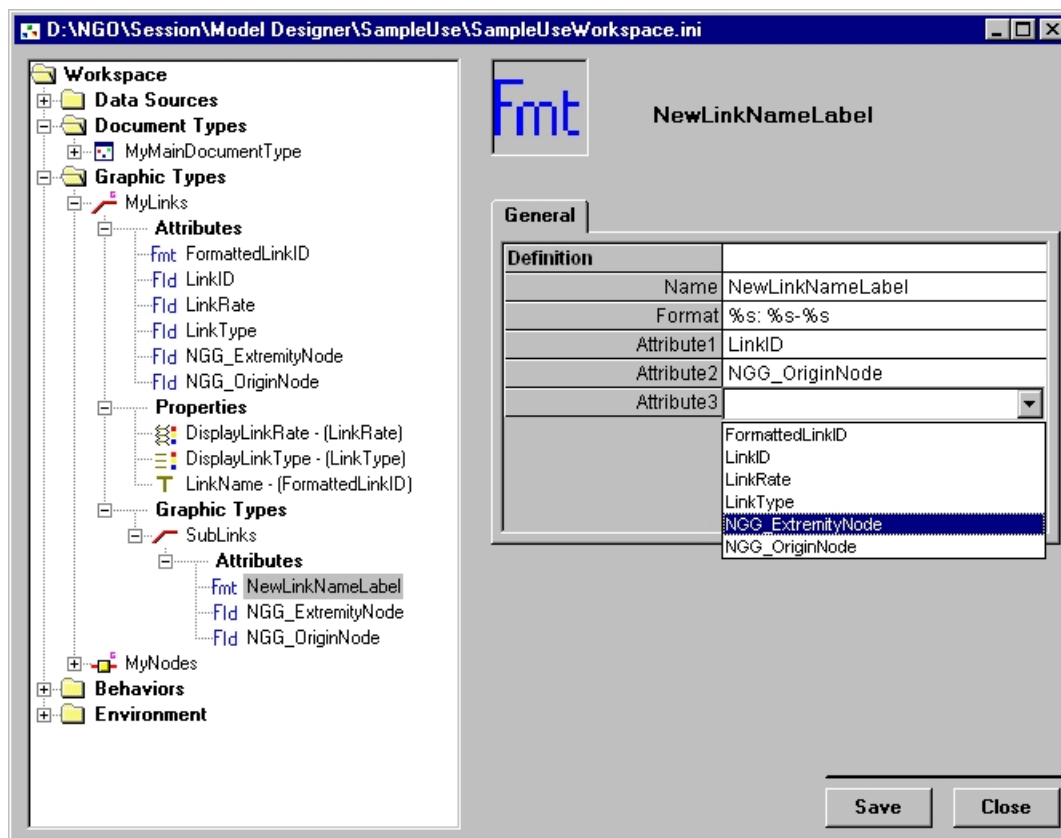 D:\NGO\Session\Model Designer\SampleUse\SampleUseWorkspace.ini
Workspace
Data Sources
Document Types
MyMainDocumentType
Graphic Types
MyLinks
Attributes
Fmt FormattedLinkID
Fld LinkID
Fld LinkRate
Fld LinkType
Fld NGG_ExtremityNode
Fld NGG_OriginNode
Properties
DisplayLinkRate - (LinkRate)
DisplayLinkType - (LinkType)
T LinkName - (FormattedLinkID)
Graphic Types
SubLinks
Attributes
Fmt NewLinkNameLabel
Fld NGG_ExtremityNode
Fld NGG_OriginNode
MyNodes
Behaviors
Environment
Fmt
NewLinkNameLabel
General
Definition
Name NewLinkNameLabel
Format %s: %s-%s
Attribute1 LinkID
Attribute2 NGG_OriginNode
Attribute3
FormattedLinkID
LinkID
LinkRate
LinkType
NGG_ExtremityNode
NGG_OriginNode
Save
Close